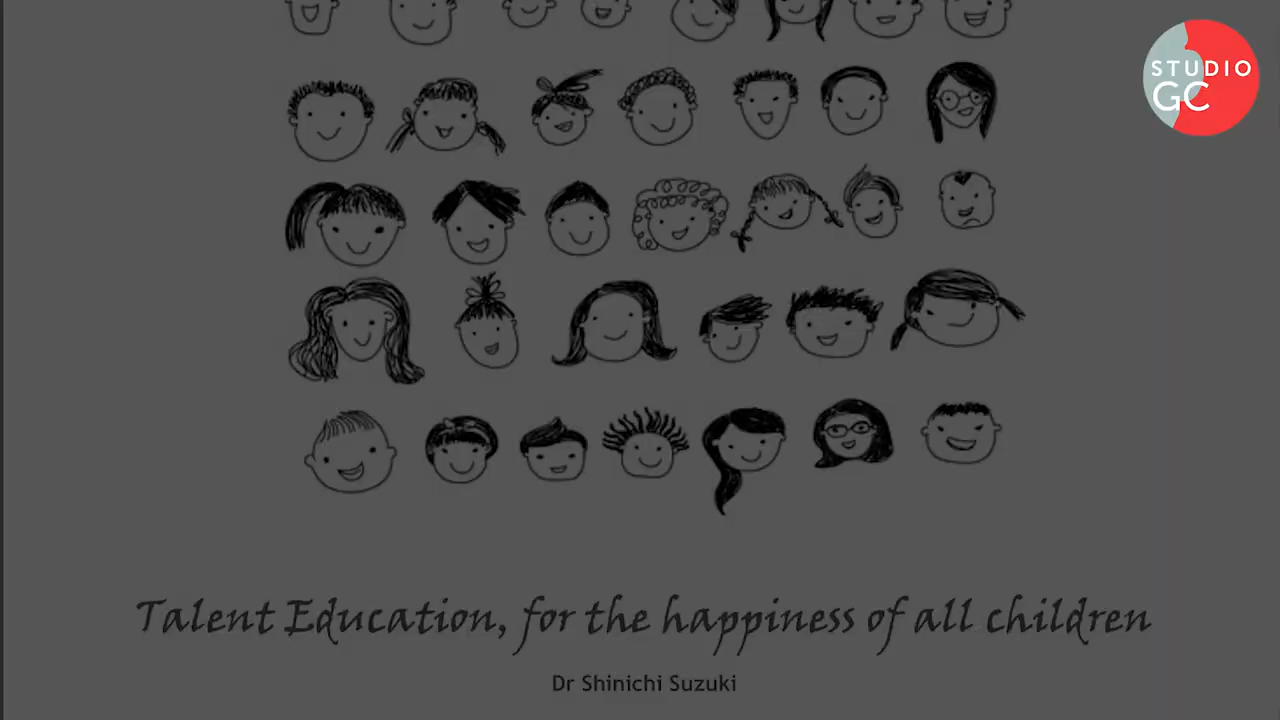 STUDIO
GC
Talent Education, for the happiness of all children
Dr Shinichi Suzuki